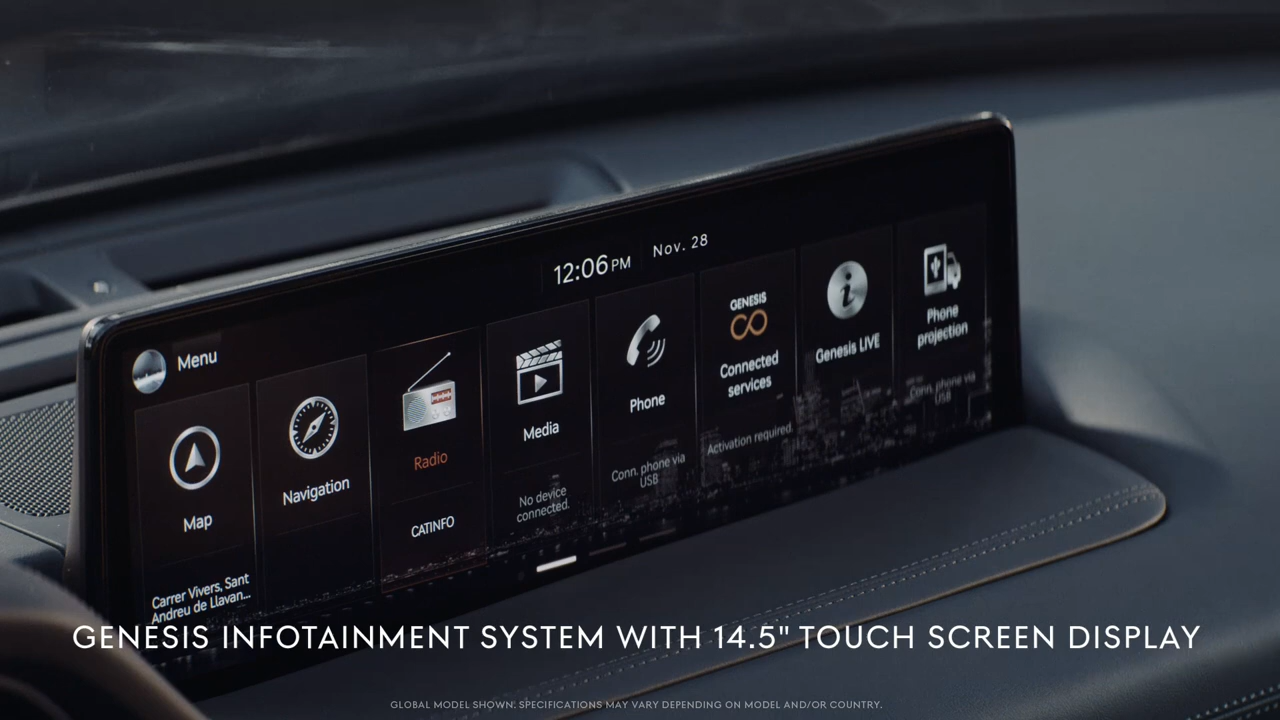 12:06 PM Nov. 28
Menu
Map
Carrer Vivers, Sant
Andreu de Llavan...
Navigation
Radio
CATINFO
Media
No device
connected.
Phone
Conn. phone via
USB
GENESIS
Connected
services
Activation required.
Genesis LIVE
Phone
projection
Conn. phone via
USB
GENESIS INFOTAINMENT SYSTEM WITH 14.5" TOUCH SCREEN DISPLAY
GLOBAL MODEL SHOWN. SPECIFICATIONS MAY VARY DEPENDING ON MODEL AND/OR COUNTRY.